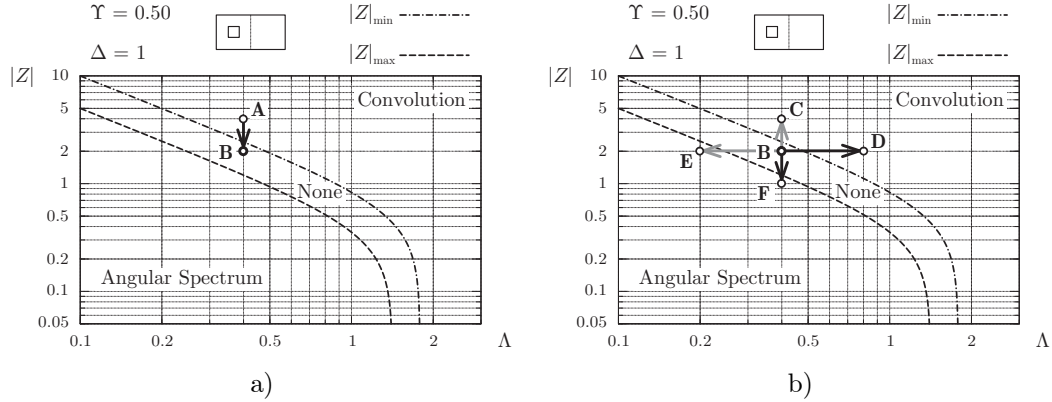 ϒ = 0.50
|Z|min
Δ = 1
|Z|max
|Z|
10
5
2
1
0.5
0.2
0.1
0.05
Convolution
A
B
None
Angular Spectrum
0.1
0.2
0.5
1
2
Λ
a)
ϒ = 0.50
|Z|min
Δ = 1
|Z|max
|Z|
10
5
2
1
0.5
0.2
0.1
0.05
Convolution
C
D
E
B
F
None
Angular Spectrum
0.1
0.2
0.5
1
2
Λ
b)